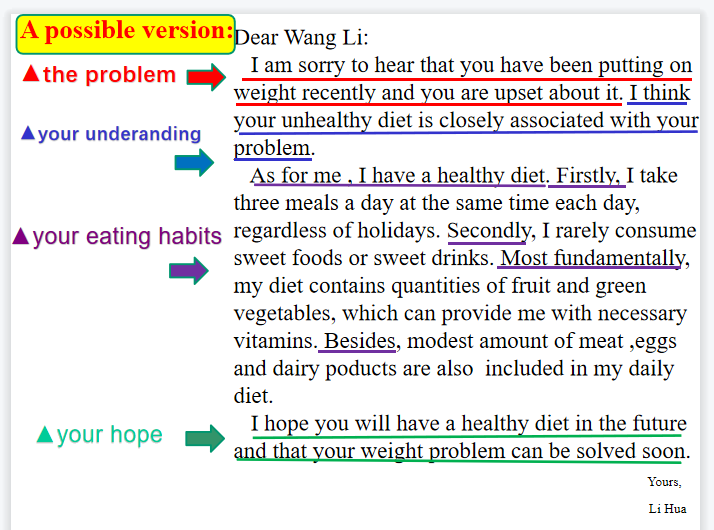 A possible version:
Dear Wang Li:
▲the problem
I am sorry to hear that you have been putting on
weight recently and you are upset about it. I think
▲your underanding
your unhealthy diet is closely associated with your
problem.
As for me , I have a healthy diet. Firstly, I take
three meals a day at the same time each day,
▲your eating habits
regardless of holidays. Secondly, I rarely consume
sweet foods or sweet drinks. Most fundamentally,
my diet contains quantities of fruit and green
vegetables, which can provide me with necessary
vitamins. Besides, modest amount of meat ,eggs
and dairy poducts are also included in my daily
diet.
▲your hope
I hope you will have a healthy diet in the future
and that your weight problem can be solved soon.
Yours,
Li Hua